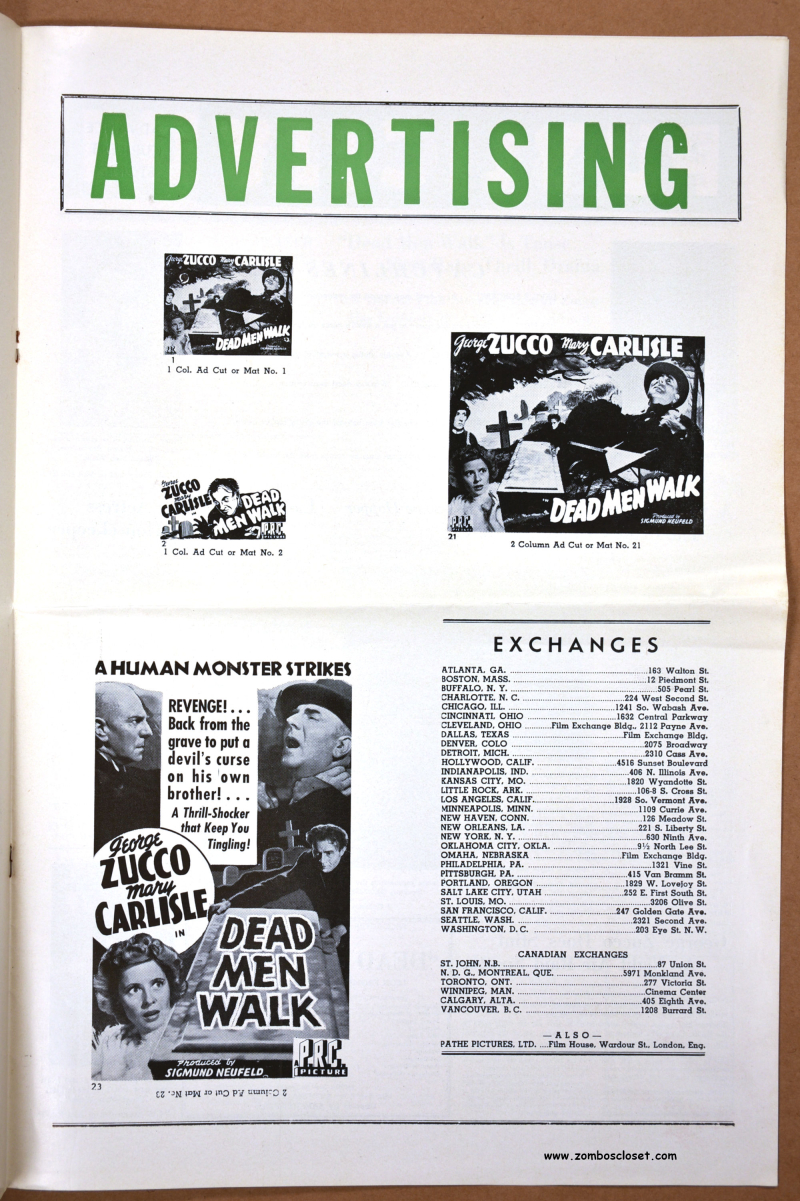 ADVERTISING
George ZUCCO Mary CARLISLE
DEAD MEN WALK
1
1 Col. Ad Cut or Mat No. 1
George
ZUCCO
Mary
CARLISLE
IN
DEAD
MEN WALK
P.R.C.
PICTURE
2
1 Col. Ad Cut or Mat No. 2
George ZUCCO Mary CARLISLE
IN DEAD MEN WALK
Produced by
SIGMUND NEUFELD
P.R.C.
PICTURE
21
2 Column Ad Cut or Mat No. 21
A HUMAN MONSTER STRIKES
REVENGE!...
Back from the
grave to put a
devil's curse
on his own
brother!...
A Thrill-Shocker
that Keep You
Tingling!
George
ZUCCO
Mary
CARLISLE
IN
DEAD
MEN
WALK
Produced by
SIGMUND NEUFELD
P.R.C.
PICTURE
23
2 Column Ad Cut or Mat No. 23
EXCHANGES
ATLANTA, GA. ....163 Walton St.
BOSTON, MASS. ....12 Piedmont St.
BUFFALO, N. Y. ....505 Pearl St.
CHARLOTTE, N. C. ....224 West Second St.
CHICAGO, ILL. ....1241 So. Wabash Ave.
CINCINNATI, OHIO ....1632 Central Parkway
CLEVELAND, OHIO ....Film Exchange Bldg., 2112 Payne Ave.
DALLAS, TEXAS ....Film Exchange Bldg.
DENVER, COLO ....2075 Broadway
DETROIT, MICH. ....2310 Cass Ave.
HOLLYWOOD, CALIF. ....4516 Sunset Boulevard
INDIANAPOLIS, IND. ....406 N. Illinois Ave.
KANSAS CITY, MO. ....1820 Wyandotte St.
LITTLE ROCK, ARK. ....106-8 S. Cross St.
LOS ANGELES, CALIF. ....1928 So. Vermont Ave.
MINNEAPOLIS, MINN. ....1109 Currie Ave.
NEW HAVEN, CONN. ....126 Meadow St.
NEW ORLEANS, LA. ....221 S. Liberty St.
NEW YORK, N. Y. ....630 Ninth Ave.
OKLAHOMA CITY, OKLA. ....9½ North Lee St.
OMAHA, NEBRASKA ....Film Exchange Bldg.
PHILADELPHIA, PA. ....1321 Vine St.
PITTSBURGH, PA. ....415 Van Bramm St.
PORTLAND, OREGON ....1829 W. Lovejoy St.
SALT LAKE CITY, UTAH ....252 E. First South St.
ST. LOUIS, MO. ....3206 Olive St.
SAN FRANCISCO, CALIF. ....247 Golden Gate Ave.
SEATTLE, WASH. ....2321 Second Ave.
WASHINGTON, D. C. ....203 Eye St. N. W.
CANADIAN EXCHANGES
ST. JOHN, N.B. ....87 Union St.
N. D. G., MONTREAL, QUE. ....5971 Monkland Ave.
TORONTO, ONT. ....277 Victoria St.
WINNIPEG, MAN. ....Cinema Center
CALGARY, ALTA. ....405 Eighth Ave.
VANCOUVER, B. C. ....1208 Burrard St.
— A L S O —
PATHE PICTURES, LTD. ....Film House, Wardour St., London, Eng.
www.zomboscloset.com